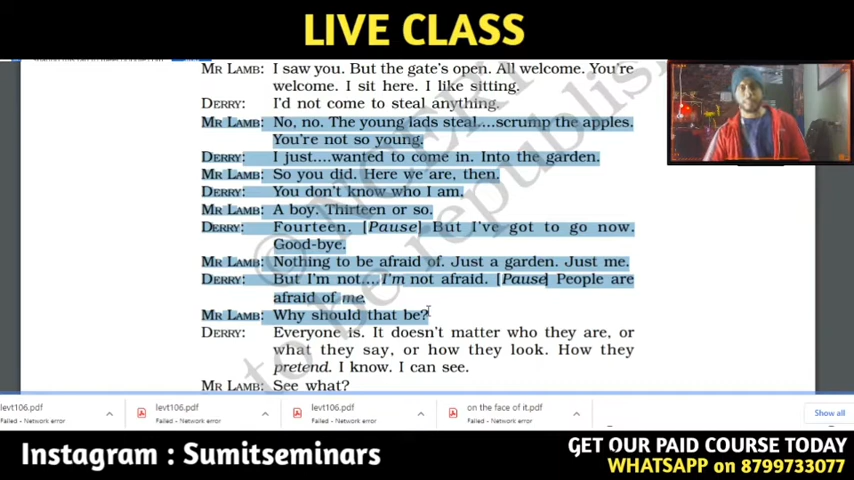 LIVE CLASS
MR LAMB: I saw you. But the gate's open. All welcome. You're
welcome. I sit here. I like sitting.
DERRY: I'd not come to steal anything.
MR LAMB: No, no. The young lads steal....scrump the apples.
You're not so young.
DERRY: I just....wanted to come in. Into the garden.
MR LAMB: So you did. Here we are, then.
DERRY: You don't know who I am.
MR LAMB: A boy. Thirteen or so.
DERRY: Fourteen. [Pause] But I've got to go now.
Good-bye.
MR LAMB: Nothing to be afraid of. Just a garden. Just me.
DERRY: But I'm not....I'm not afraid. [Pause] People are
afraid of me.
MR LAMB: Why should that be?
DERRY: Everyone is. It doesn't matter who they are, or
what they say, or how they look. How they
pretend. I know. I can see.
MR LAMB: See what?
© NCERT
to be republish
levt106.pdf
Failed - Network error
levt106.pdf
Failed - Network error
levt106.pdf
Failed - Network error
on the face of it.pdf
Failed - Network error
Show all
Instagram : Sumitseminars
GET OUR PAID COURSE TODAY
WHATSAPP on 8799733077